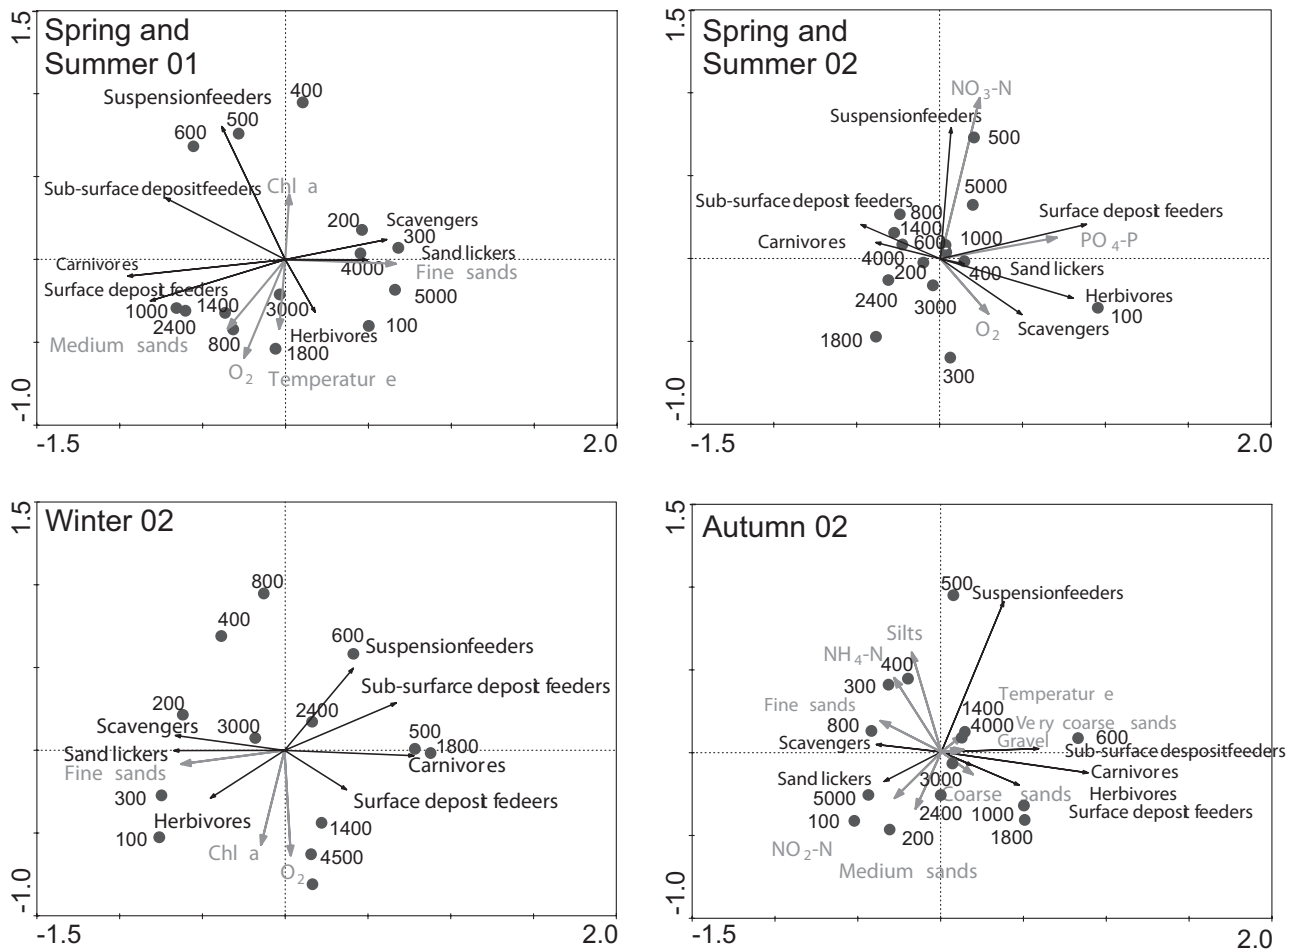 Spring and
Summer 01
1.5
400
Suspensionfeeders
500
600
Sub-surface depositfeeders
Chl a
200
Scavengers
300
Sand lickers
4000
Fine sands
Carnivores
Surface deposit feeders
5000
1000
1400
3000
100
2400
Herbivores
Medium sands
800
1800
O2
Temperatur e
-1.0
-1.5
2.0
Spring and
Summer 02
1.5
NO3-N
Suspensionfeeders
500
5000
Sub-surface deposit feeders
800
Surface deposit feeders
1400
1000
PO4-P
Carnivores
600
4000
200
400
Sand lickers
2400
3000
Herbivores
100
O2
Scavengers
1800
300
-1.0
-1.5
2.0
Winter 02
1.5
800
400
600
Suspensionfeeders
Sub-surfarce deposit feeders
200
2400
Scavengers
3000
500
1800
Sand lickers
Carnivores
Fine sands
300
Surface deposit fedeers
Herbivores
1400
100
Chl a
4500
O2
-1.0
-1.5
2.0
Autumn 02
1.5
500
Suspensionfeeders
Silts
NH4-N
400
300
Temperatur e
Fine sands
1400
4000
Very coarse sands
800
Gravel
600
Scavengers
Sub-surface despositfeeders
Sand lickers
3000
Carnivores
5000
Coarse sands
Herbivores
100
2400
1000
Surface deposit feeders
200
1800
NO2-N
Medium sands
-1.0
-1.5
2.0